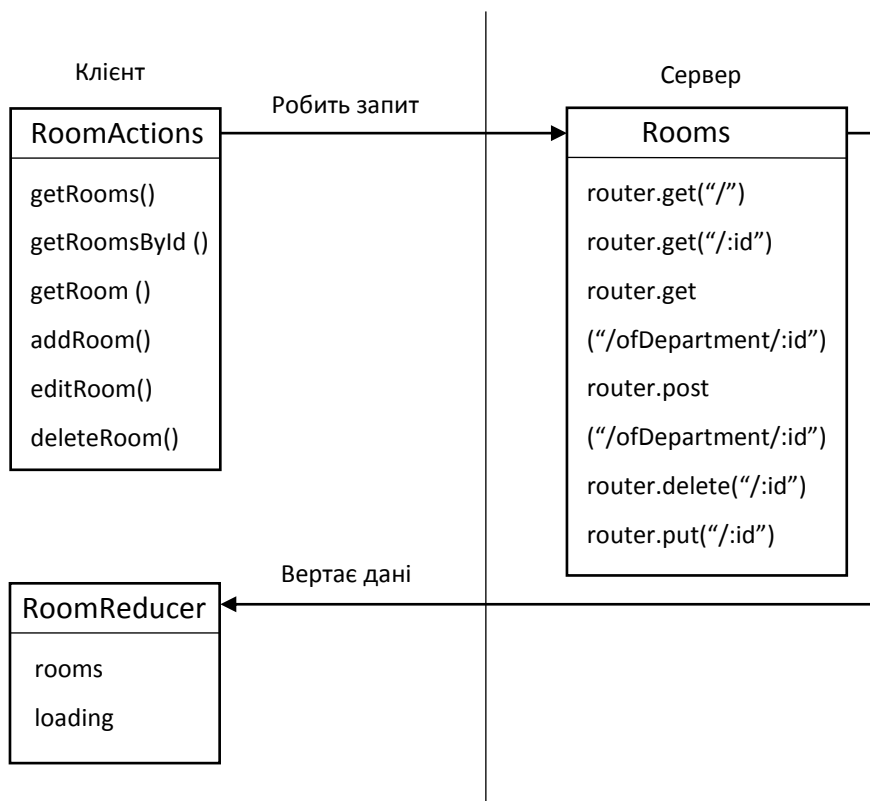 Клієнт
Сервер
Робить запит
RoomActions
getRooms()
getRoomsById ()
getRoom ()
addRoom()
editRoom()
deleteRoom()
Rooms
router.get(“/”)
router.get(“/:id”)
router.get
(“/ofDepartment/:id”)
router.post
(“/ofDepartment/:id”)
router.delete(“/:id”)
router.put(“/:id”)
Вертає дані
RoomReducer
rooms
loading